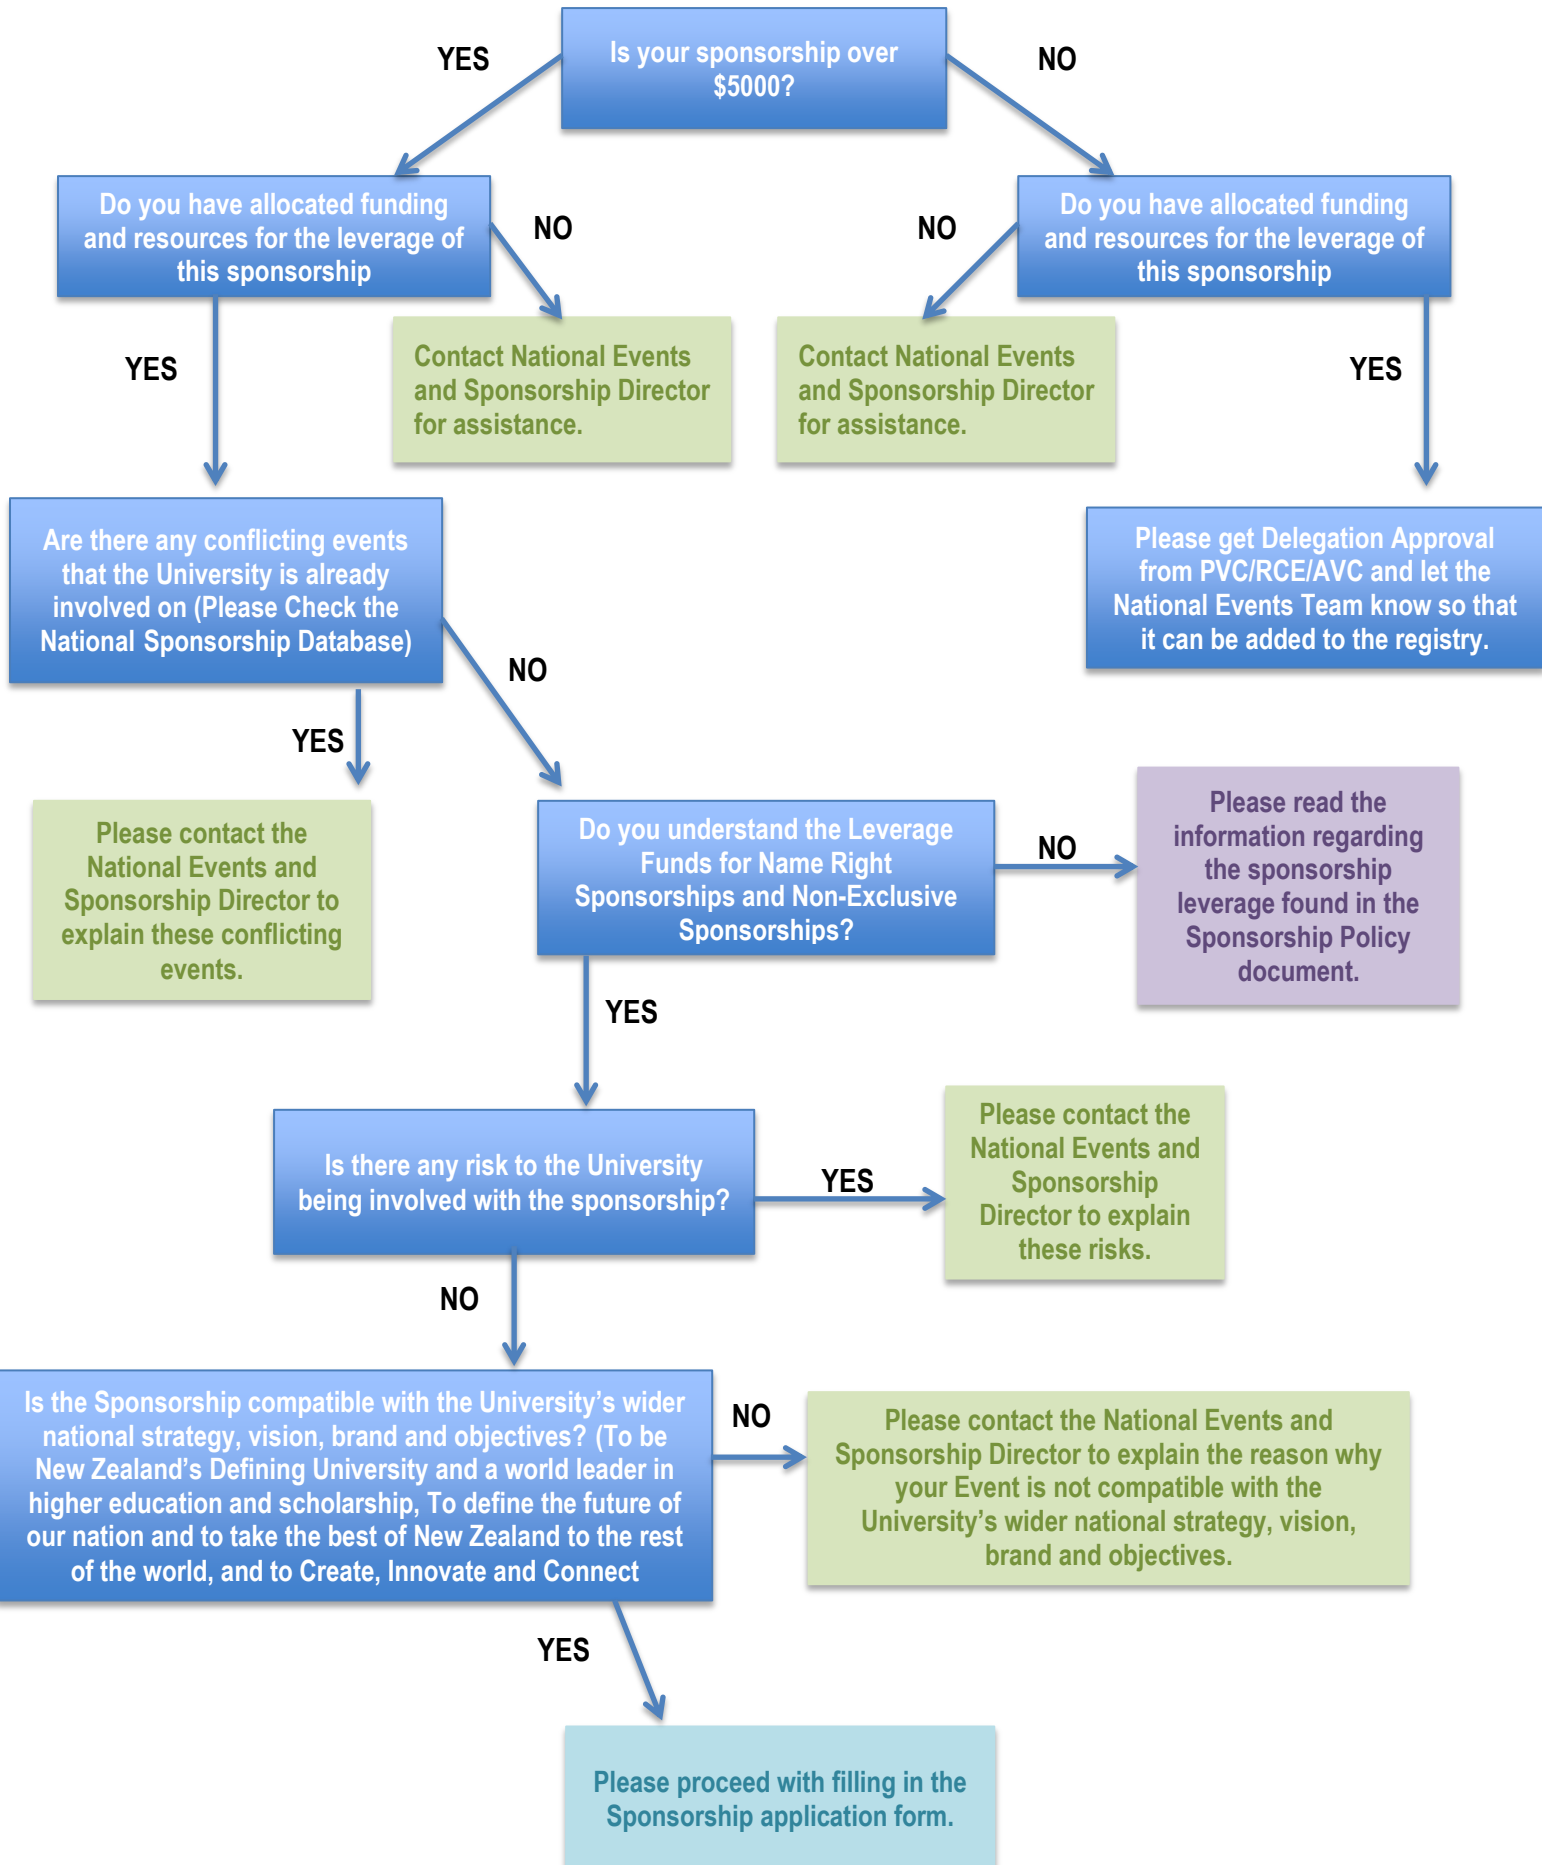 YES
Is your sponsorship over
$5000?
NO
Do you have allocated funding
and resources for the leverage of
this sponsorship
NO
NO
Do you have allocated funding
and resources for the leverage of
this sponsorship
YES
Contact National Events
and Sponsorship Director
for assistance.
Contact National Events
and Sponsorship Director
for assistance.
YES
Are there any conflicting events
that the University is already
involved on (Please Check the
National Sponsorship Database)
Please get Delegation Approval
from PVC/RCE/AVC and let the
National Events Team know so that
it can be added to the registry.
NO
YES
Please contact the
National Events and
Sponsorship Director to
explain these conflicting
events.
Do you understand the Leverage
Funds for Name Right
Sponsorships and Non-Exclusive
Sponsorships?
NO
Please read the
information regarding
the sponsorship
leverage found in the
Sponsorship Policy
document.
YES
Is there any risk to the University
being involved with the sponsorship?
YES
Please contact the
National Events and
Sponsorship
Director to explain
these risks.
NO
Is the Sponsorship compatible with the University’s wider
national strategy, vision, brand and objectives? (To be
New Zealand’s Defining University and a world leader in
higher education and scholarship, To define the future of
our nation and to take the best of New Zealand to the rest
of the world, and to Create, Innovate and Connect
NO
Please contact the National Events and
Sponsorship Director to explain the reason why
your Event is not compatible with the
University’s wider national strategy, vision,
brand and objectives.
YES
Please proceed with filling in the
Sponsorship application form.